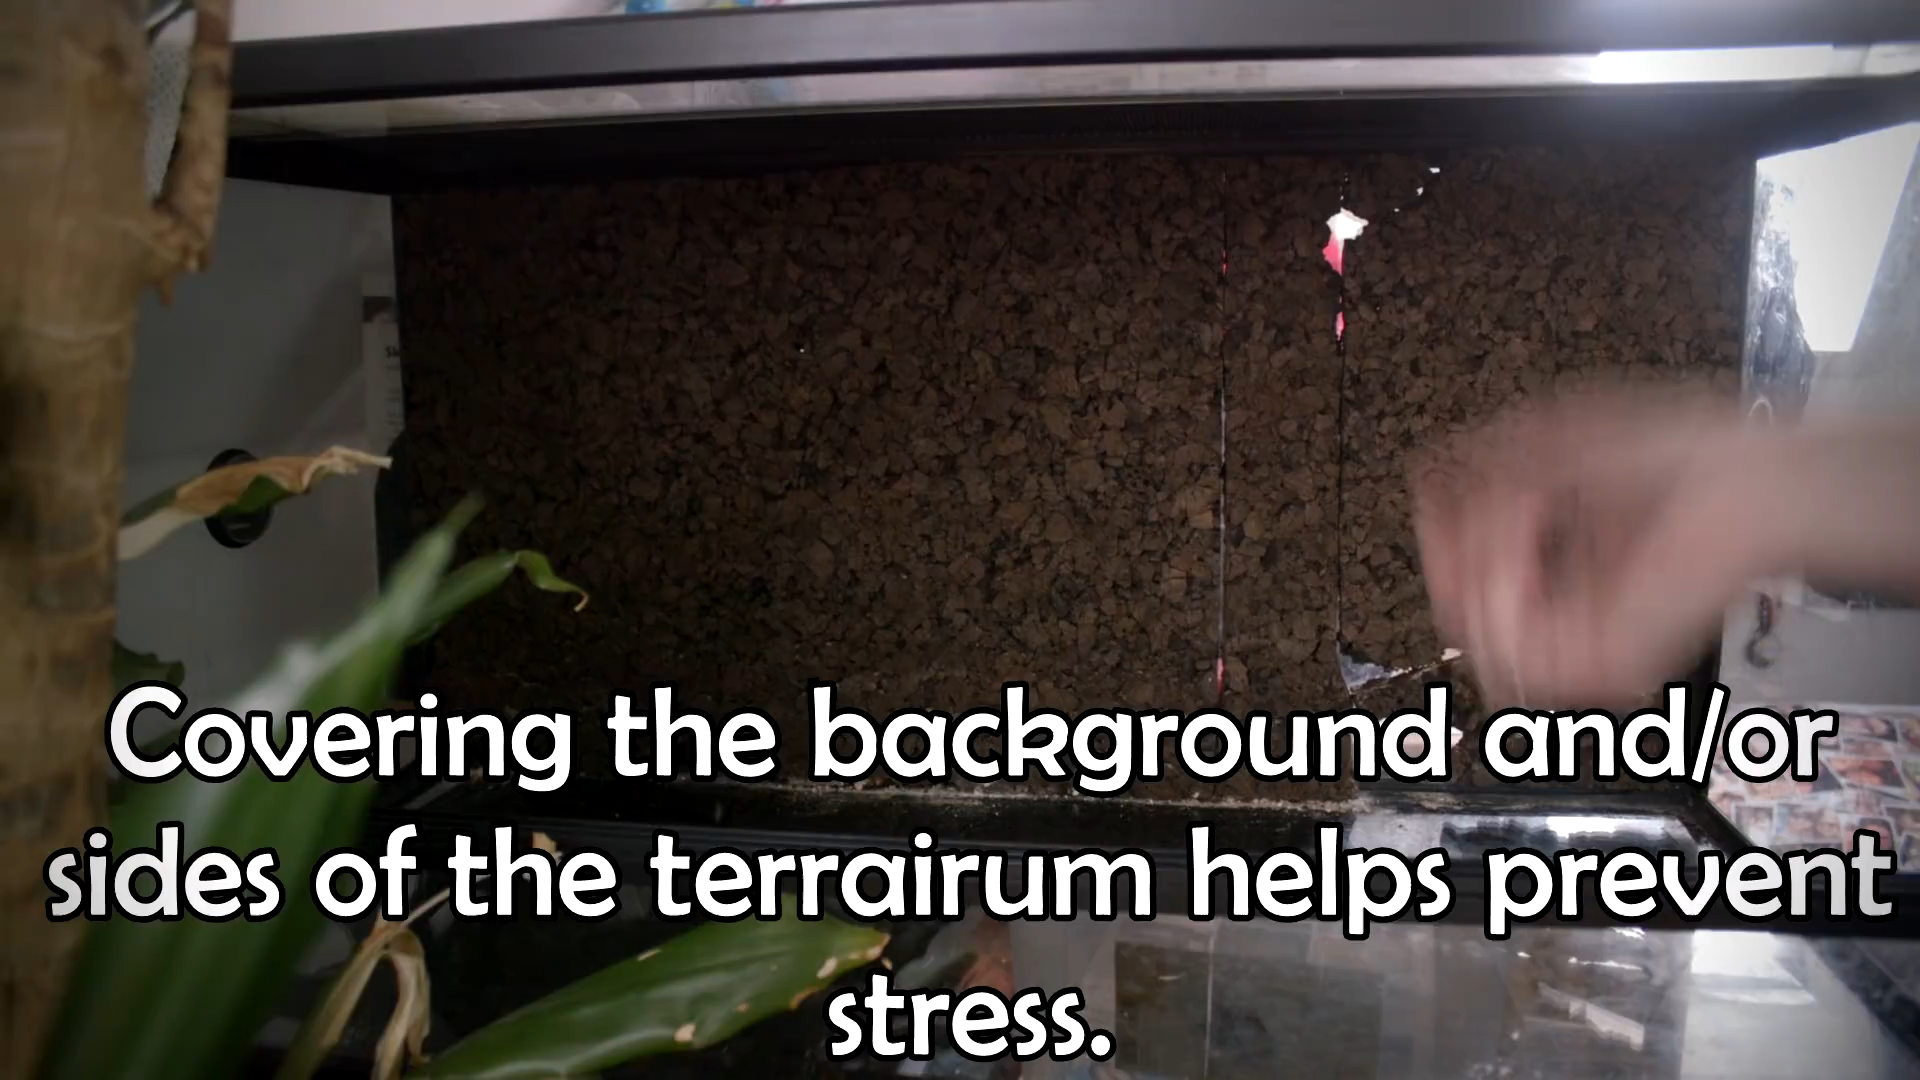 Covering the background and/or
sides of the terrairum helps prevent
stress.